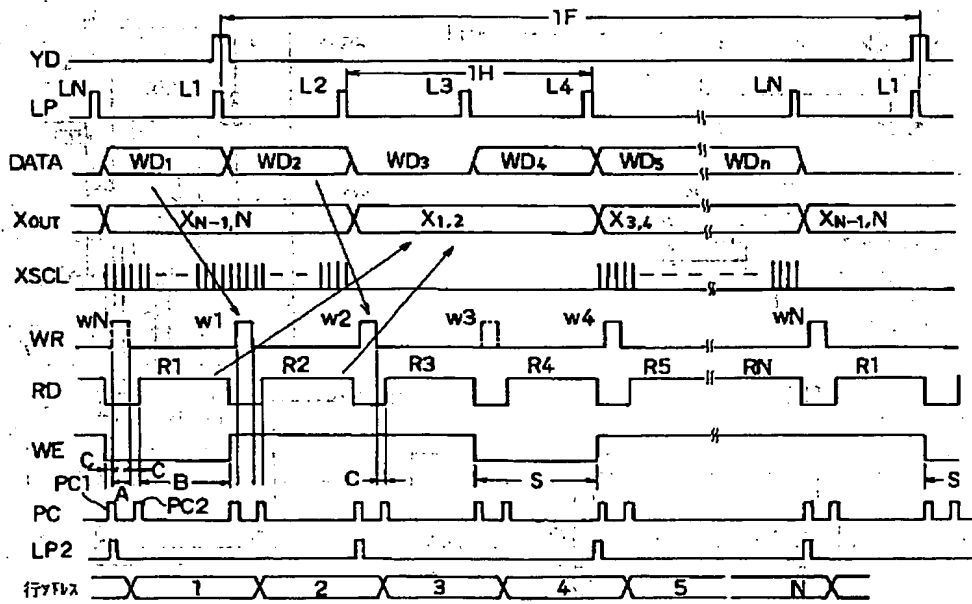 1F
YD
1H
LN L1 L2 L3 L4 LN L1
LP
DATA WD1 WD2 WD3 WD4 WD5 WDn
XOUT XN-1,N X1,2 X3,4 XN-1,N
XSCL
wN w1 w2 w3 w4 wN
WR
R1 R2 R3 R4 R5 RN R1
RD
WE
C C B C S S
PC1 A PC2
PC
LP2
行アドレス 1 2 3 4 5 N